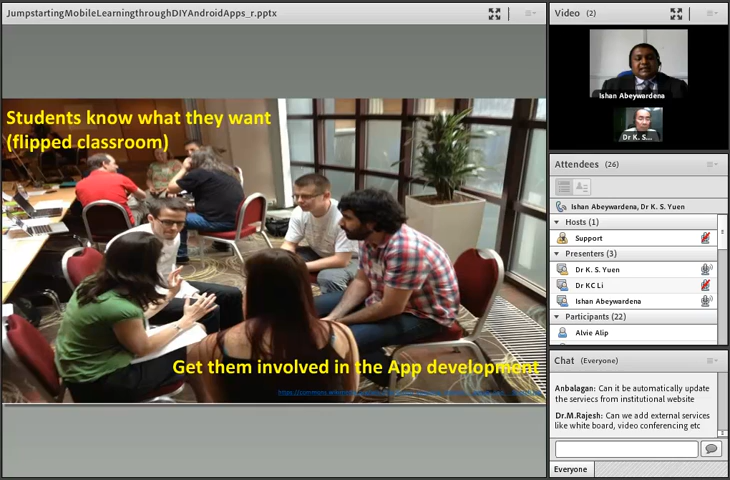 JumpstartingMobileLearningthroughDIYAndroidApps_r.pptx
Students know what they want
(flipped classroom)
Get them involved in the App development
Video (2)
Ishan Abeywardena
Dr K S...
Attendees (26)
Ishan Abeywardena, Dr K. S. Yuen
Hosts (1)
Support
Presenters (3)
Dr K. S. Yuen
Dr KC Li
Ishan Abeywardena
Participants (22)
Alvie Alip
Chat (Everyone)
Anbalagan: Can it be automatically update
the serviecs from institutional website
Dr.M.Rajesh: Can we add external services
like white board, video conferencing etc
Everyone